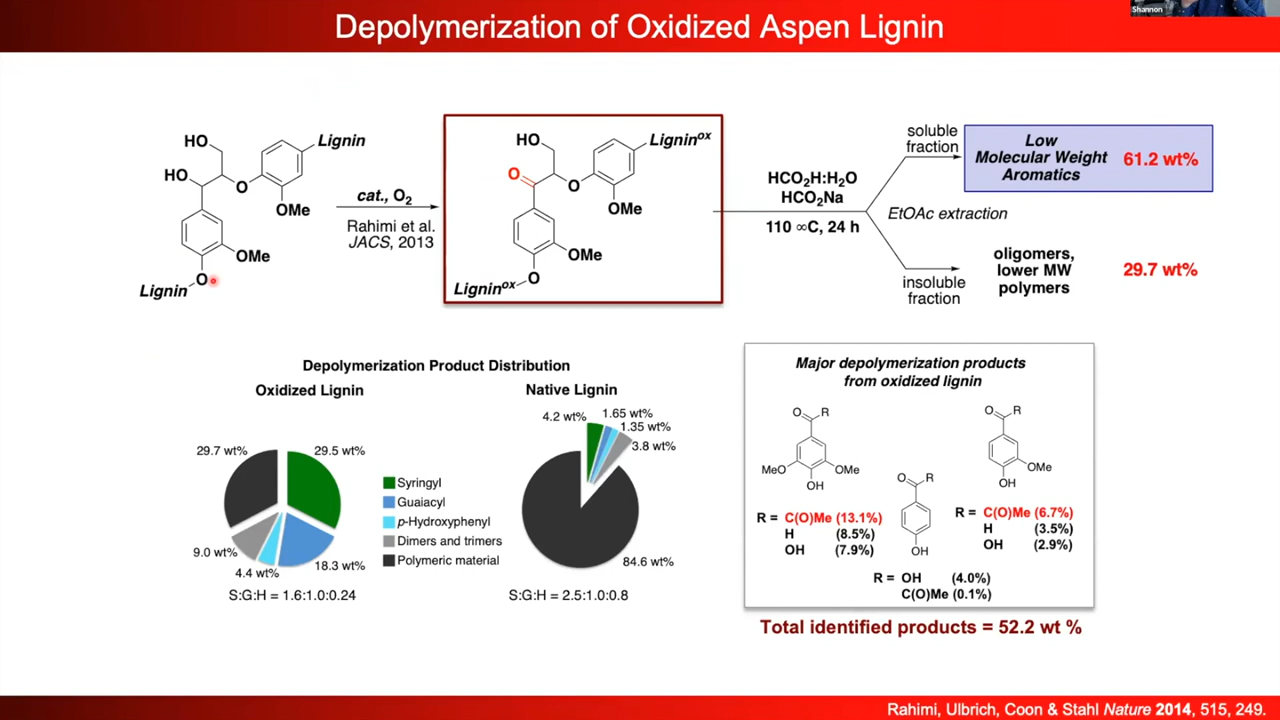 Shannon
Depolymerization of Oxidized Aspen Lignin
HO
HO
O
Lignin
OMe
OMe
O
Lignin
cat., O₂
Rahimi et al.
JACS, 2013
HO
O
O
Ligninᵒˣ
OMe
OMe
O
Ligninᵒˣ
HCO₂H:H₂O
HCO₂Na
110 ∞C, 24 h
soluble
fraction
Low
Molecular Weight
Aromatics
61.2 wt%
EtOAc extraction
insoluble
fraction
oligomers,
lower MW
polymers
29.7 wt%
Depolymerization Product Distribution
Oxidized Lignin
29.7 wt%
29.5 wt%
9.0 wt%
4.4 wt%
18.3 wt%
S:G:H = 1.6:1.0:0.24
Syringyl
Guaiacyl
p-Hydroxyphenyl
Dimers and trimers
Polymeric material
Native Lignin
4.2 wt%
1.65 wt%
1.35 wt%
3.8 wt%
84.6 wt%
S:G:H = 2.5:1.0:0.8
Major depolymerization products
from oxidized lignin
O R
MeO OMe
OH
R = C(O)Me (13.1%)
H (8.5%)
OH (7.9%)
O R
OH
R = OH (4.0%)
C(O)Me (0.1%)
O R
OMe
OH
R = C(O)Me (6.7%)
H (3.5%)
OH (2.9%)
Total identified products = 52.2 wt %
Rahimi, Ulbrich, Coon & Stahl Nature 2014, 515, 249.